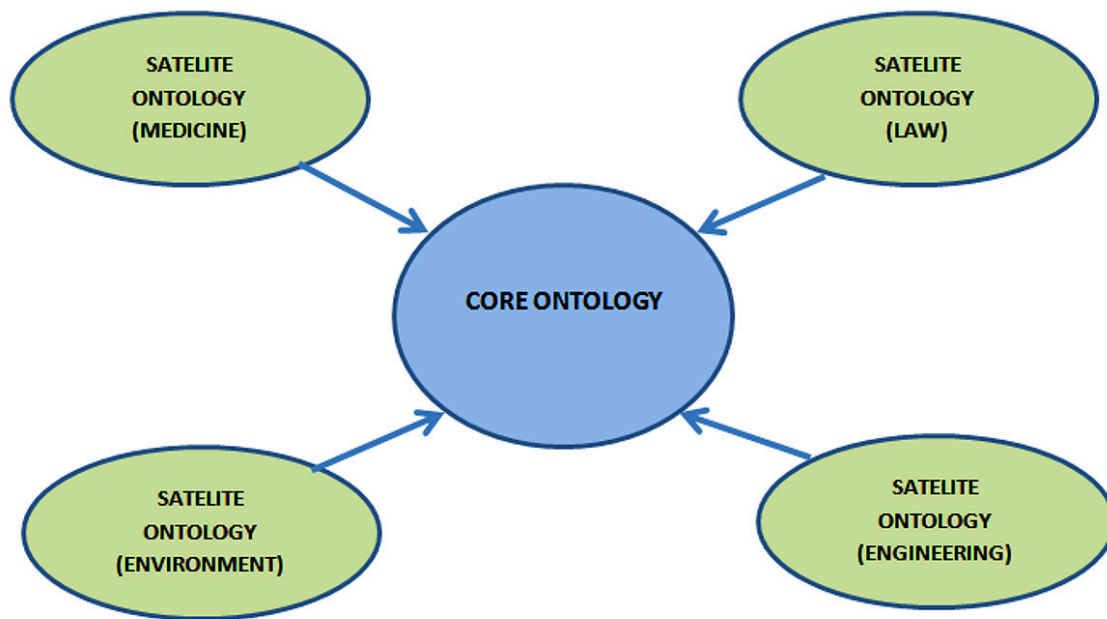 SATELITE
ONTOLOGY
(MEDICINE)
SATELITE
ONTOLOGY
(LAW)
CORE ONTOLOGY
SATELITE
ONTOLOGY
(ENVIRONMENT)
SATELITE
ONTOLOGY
(ENGINEERING)